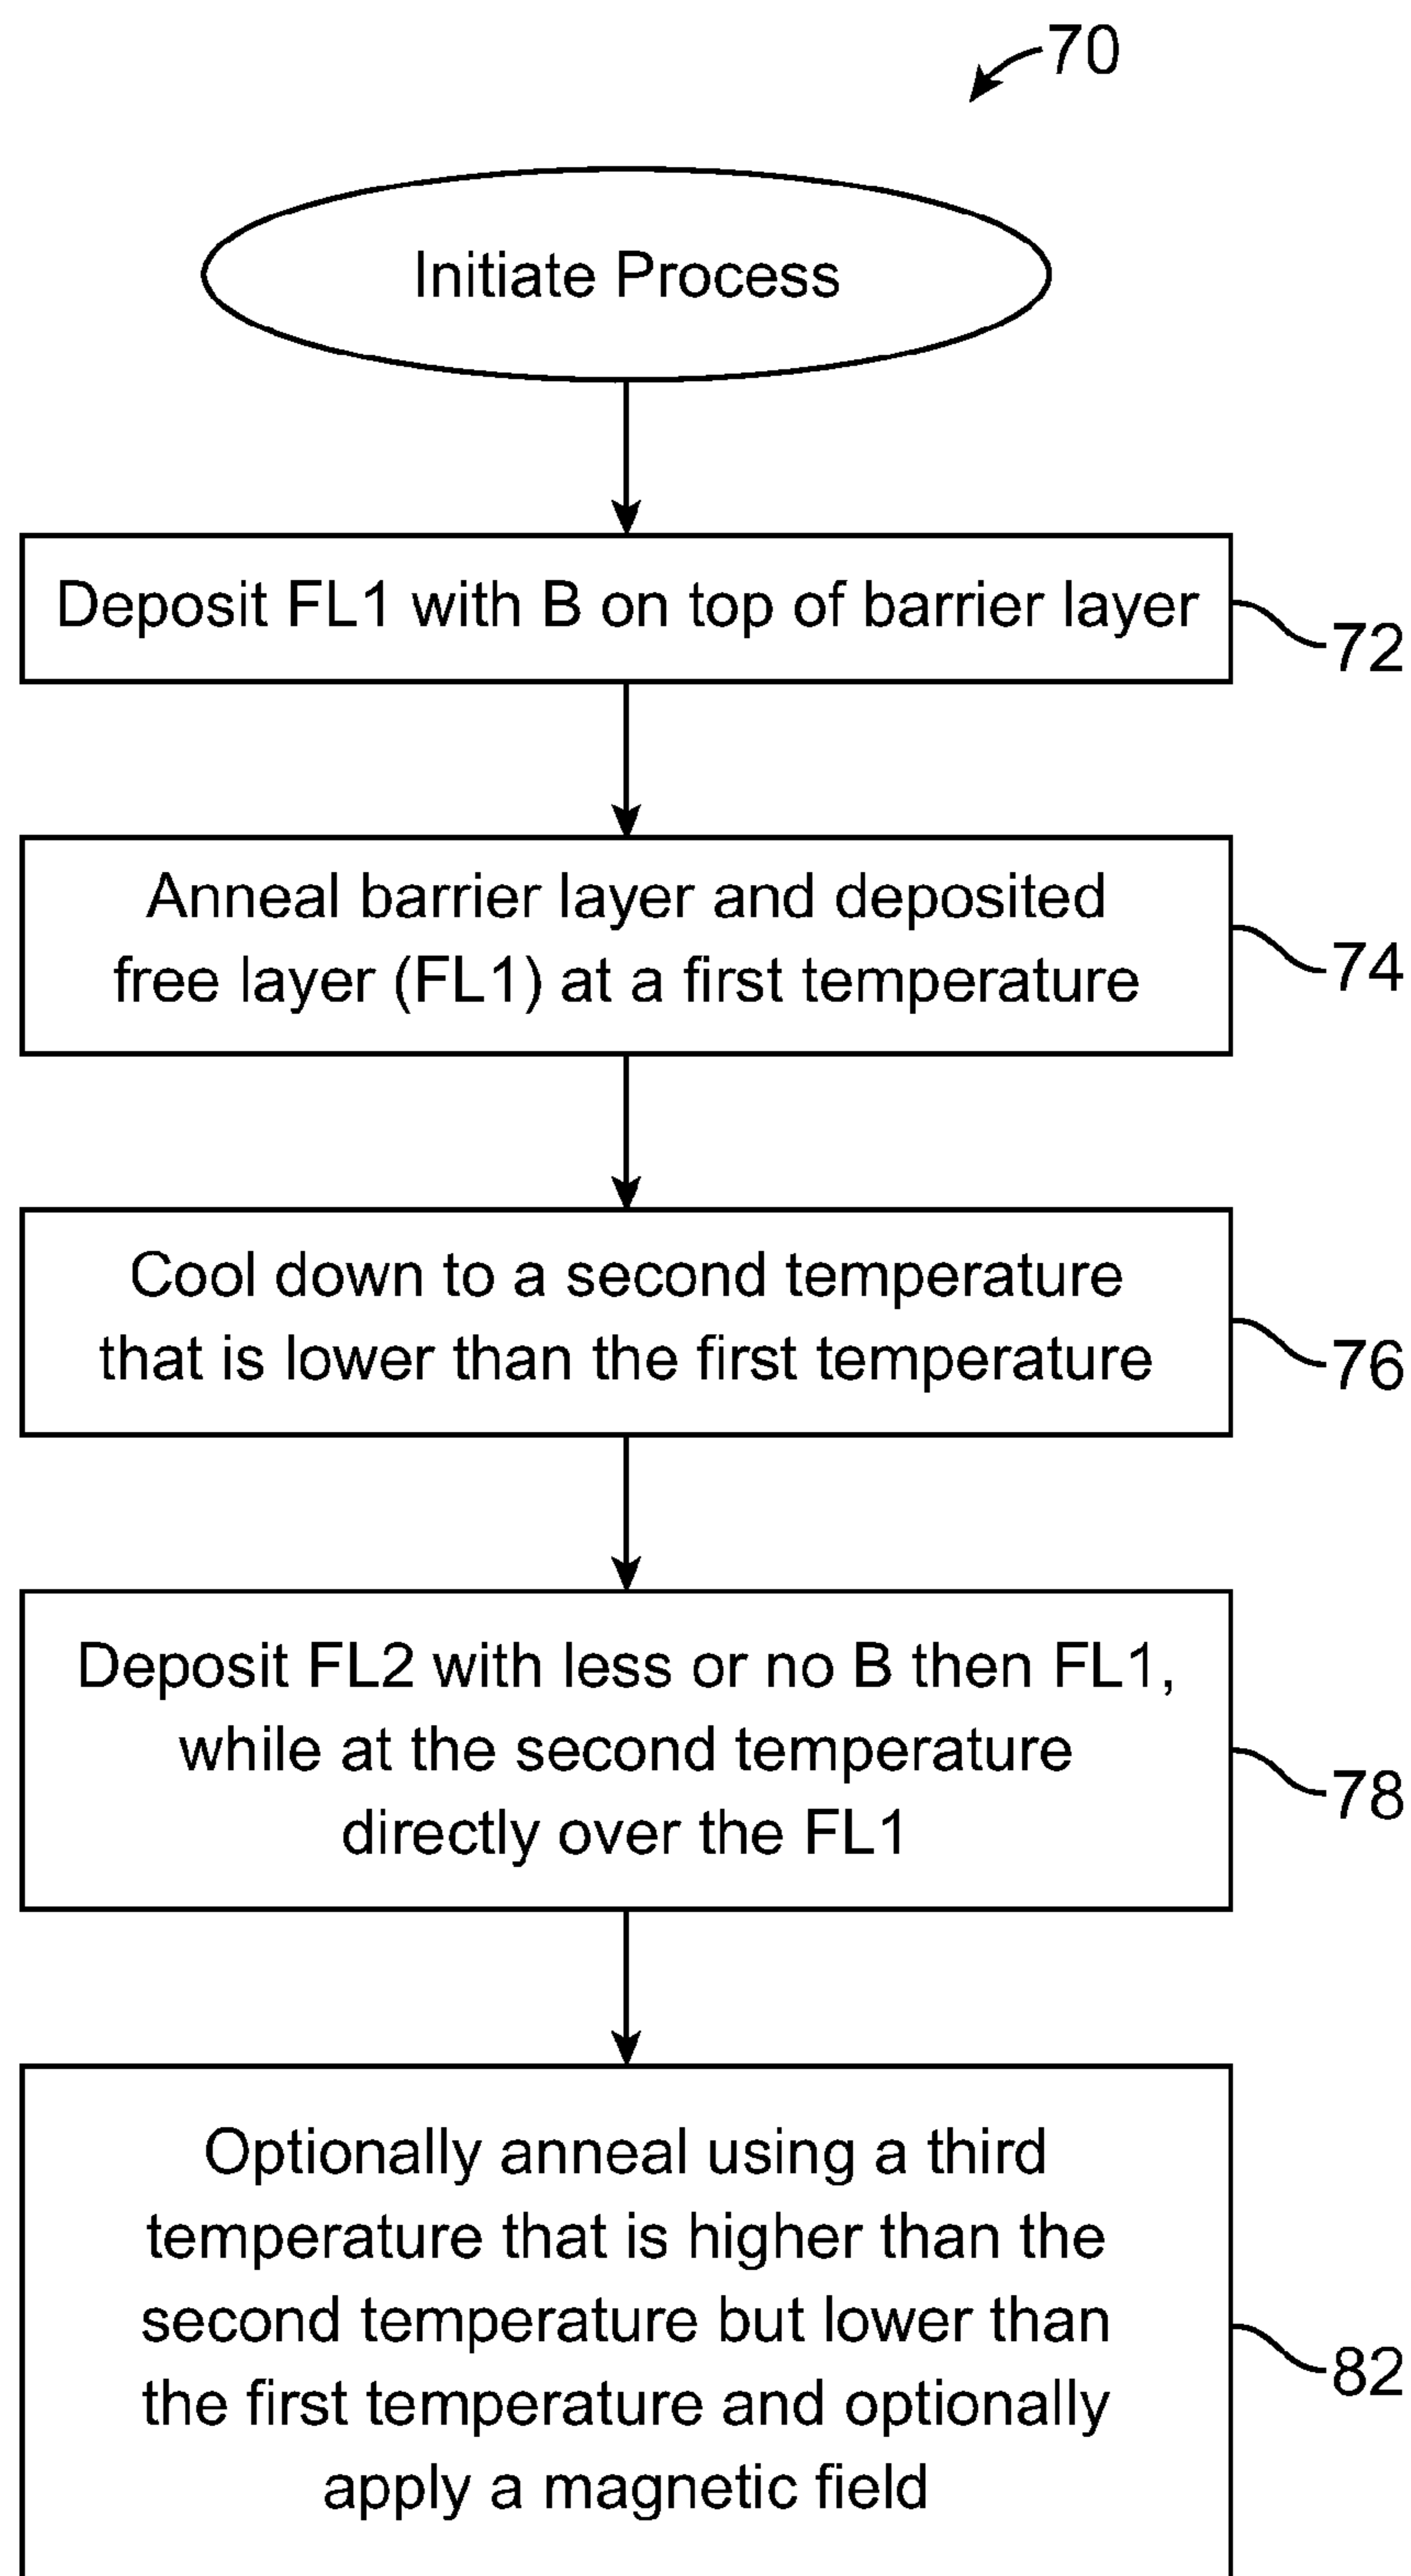 70
Initiate Process
Deposit FL1 with B on top of barrier layer
72
Anneal barrier layer and deposited
free layer (FL1) at a first temperature
74
Cool down to a second temperature
that is lower than the first temperature
76
Deposit FL2 with less or no B then FL1,
while at the second temperature
directly over the FL1
78
Optionally anneal using a third
temperature that is higher than the
second temperature but lower than
the first temperature and optionally
apply a magnetic field
82